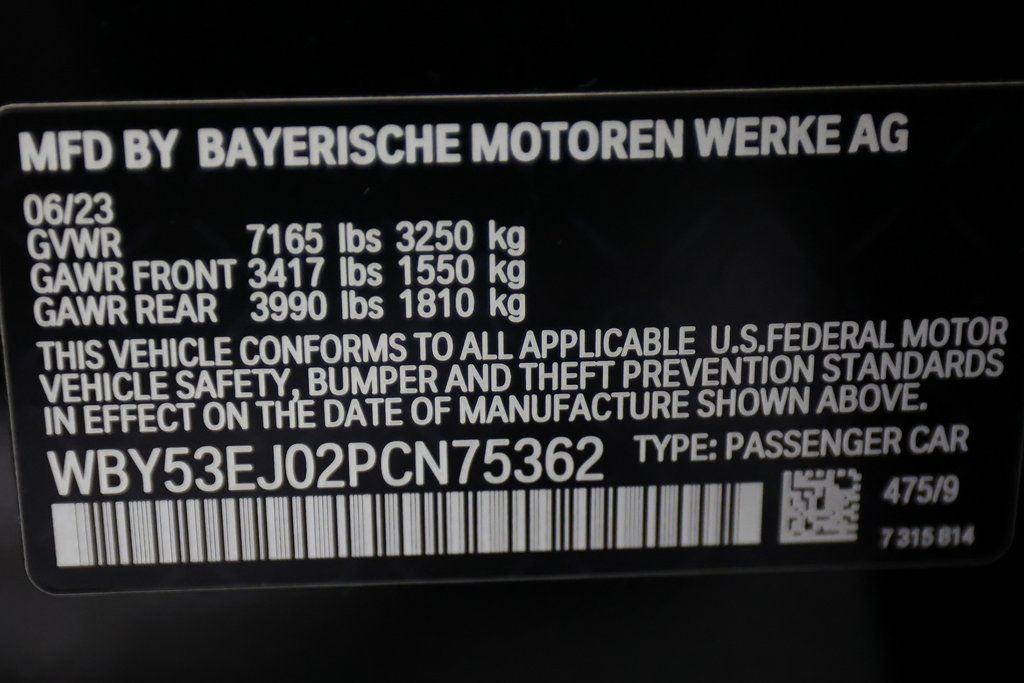 MFD BY BAYERISCHE MOTOREN WERKE AG
06/23
GVWR 7165 lbs 3250 kg
GAWR FRONT 3417 lbs 1550 kg
GAWR REAR 3990 lbs 1810 kg
THIS VEHICLE CONFORMS TO ALL APPLICABLE U.S.FEDERAL MOTOR
VEHICLE SAFETY, BUMPER AND THEFT PREVENTION STANDARDS
IN EFFECT ON THE DATE OF MANUFACTURE SHOWN ABOVE.
WBY53EJ02PCN75362 TYPE: PASSENGER CAR
475/9
7 315 814